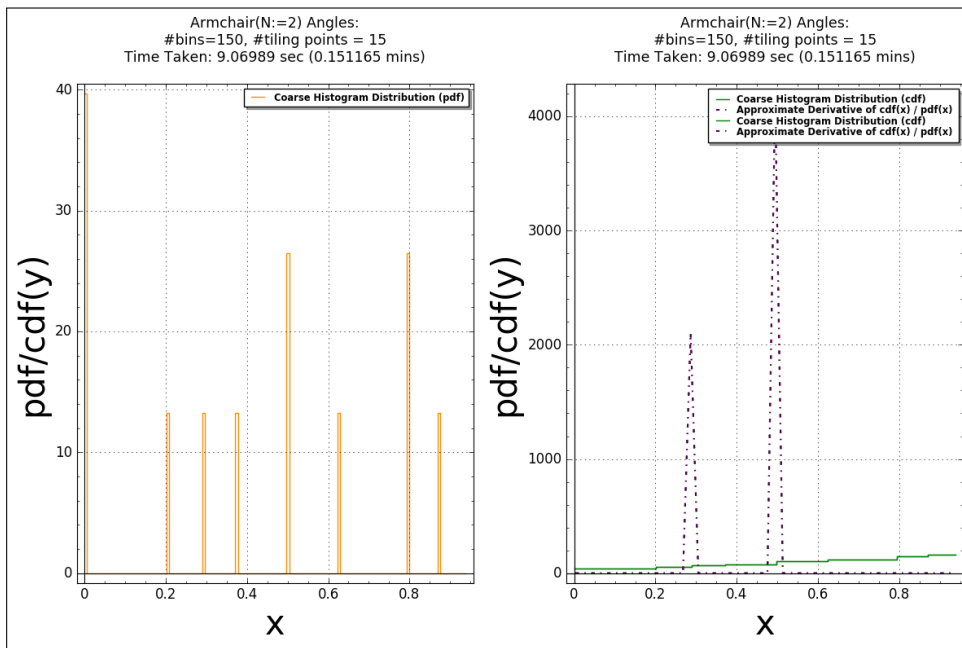 Armchair(N:=2) Angles:
#bins=150, #tiling points = 15
Time Taken: 9.06989 sec (0.151165 mins)
Coarse Histogram Distribution (pdf)
40
30
20
10
0
pdf/cdf(y)
0
0.2
0.4
0.6
0.8
x
Armchair(N:=2) Angles:
#bins=150, #tiling points = 15
Time Taken: 9.06989 sec (0.151165 mins)
Coarse Histogram Distribution (cdf)
Approximate Derivative of cdf(x) / pdf(x)
Coarse Histogram Distribution (cdf)
Approximate Derivative of cdf(x) / pdf(x)
4000
3000
2000
1000
0
pdf/cdf(y)
0
0.2
0.4
0.6
0.8
x